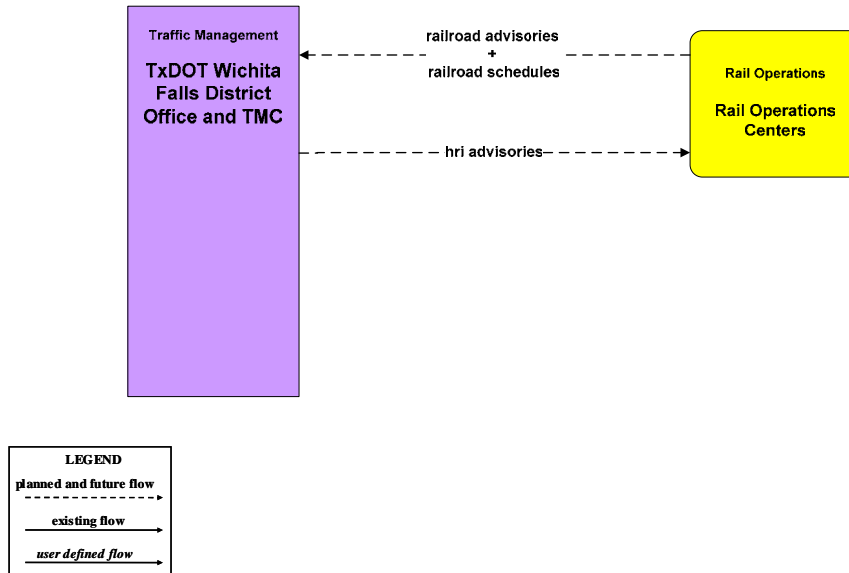 Traffic Management
TxDOT Wichita
Falls District
Office and TMC
railroad advisories
+
railroad schedules
hri advisories
Rail Operations
Rail Operations
Centers
LEGEND
planned and future flow
existing flow
user defined flow